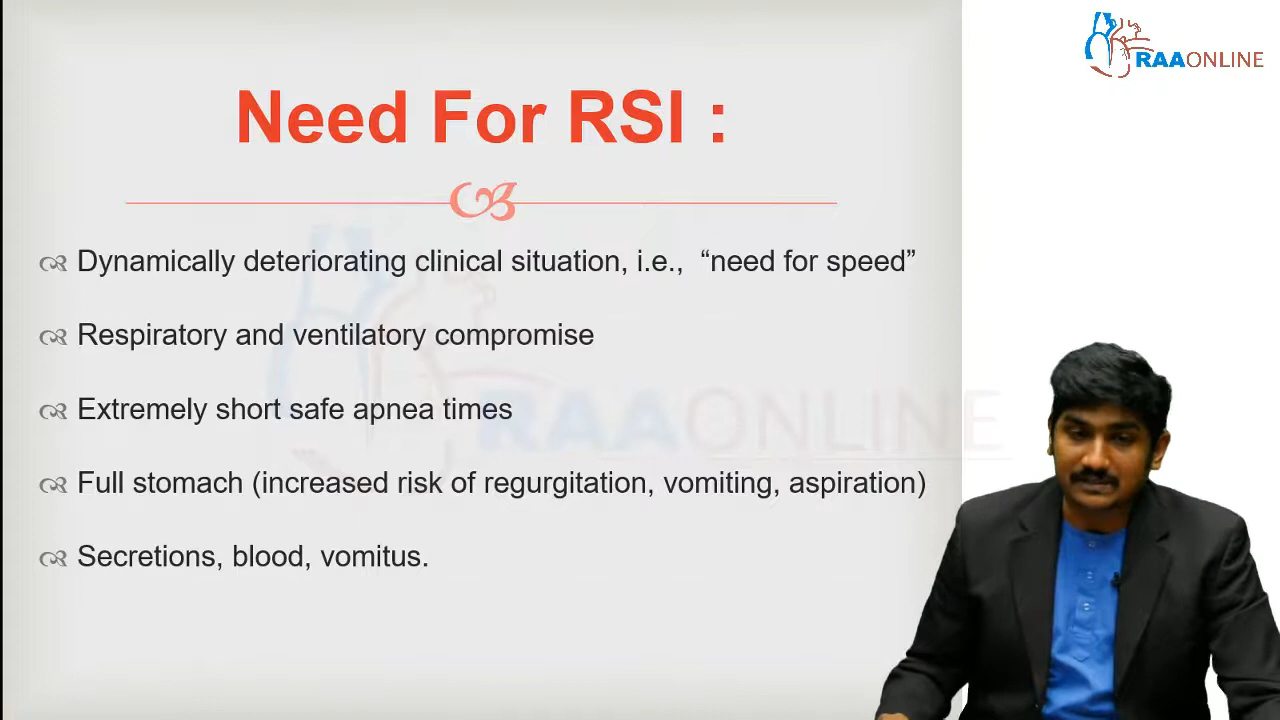 RAAONLINE
Need For RSI :
Dynamically deteriorating clinical situation, i.e., “need for speed”
Respiratory and ventilatory compromise
Extremely short safe apnea times
Full stomach (increased risk of regurgitation, vomiting, aspiration)
Secretions, blood, vomitus.
RAAONLINE